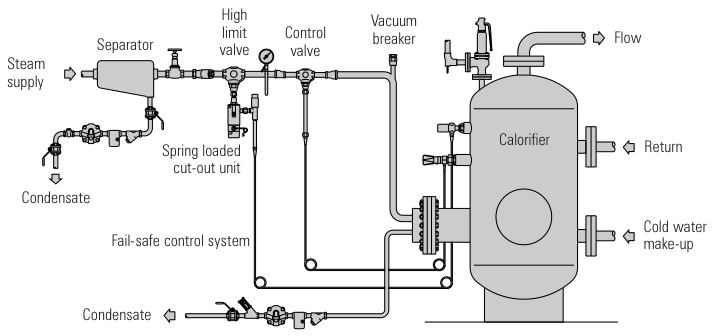 High
limit
valve
Vacuum
breaker
Separator
Control
valve
Flow
Steam
supply
Calorifier
Return
Spring loaded
cut-out unit
Condensate
Cold water
make-up
Fail-safe control system
Condensate